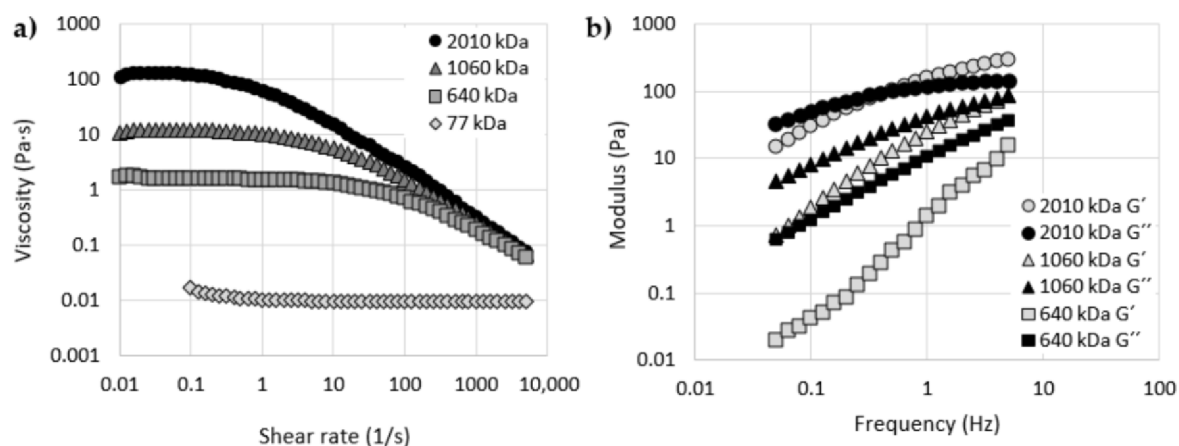 a)
1000
100
10
1
0.1
0.01
0.001
Viscosity (Pa·s)
2010 kDa
1060 kDa
640 kDa
77 kDa
0.01 0.1 1 10 100 1000 10,000
Shear rate (1/s)
b)
1000
100
10
1
0.1
0.01
Modulus (Pa)
2010 kDa G′
2010 kDa G′′
1060 kDa G′
1060 kDa G′′
640 kDa G′
640 kDa G′′
0.01 0.1 1 10 100
Frequency (Hz)